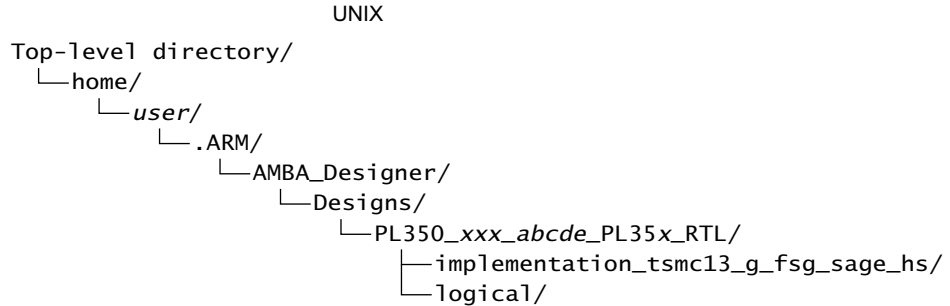 UNIX
Top-level directory/
home/
user/
.ARM/
AMBA_Designer/
Designs/
PL350_xxx_abcde_PL35x_RTL/
implementation_tsmc13_g_fsg_sage_hs/
logical/